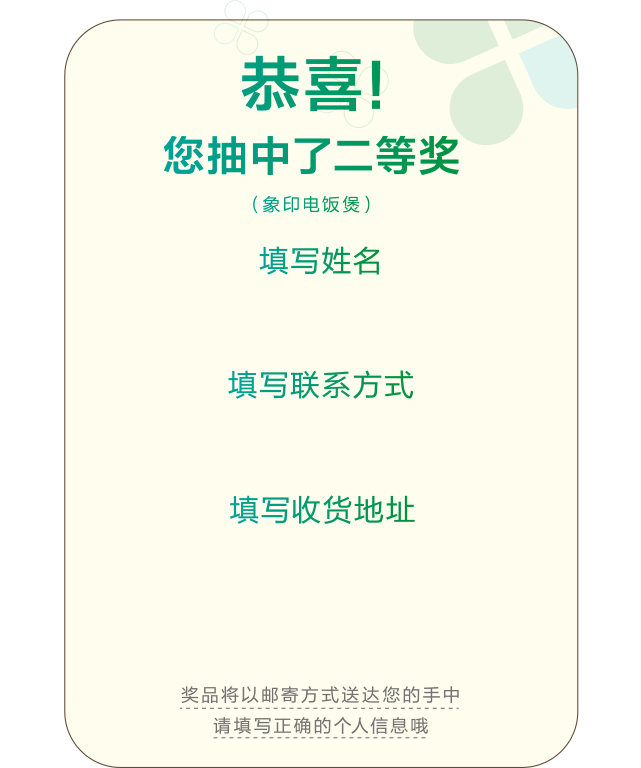 恭喜!
您抽中了二等奖
（象印电饭煲）
填写姓名
填写联系方式
填写收货地址
奖品将以邮寄方式送达您的手中
请填写正确的个人信息哦